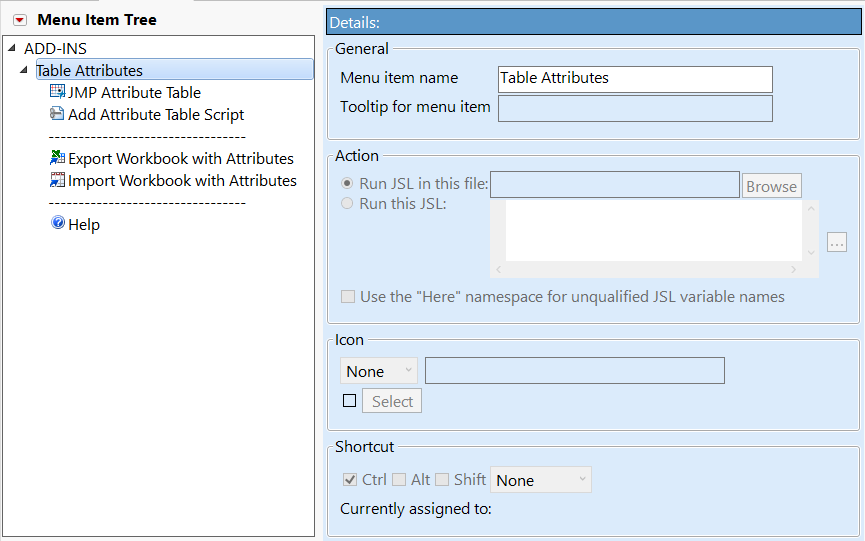 Menu Item Tree
ADD-INS
Table Attributes
JMP Attribute Table
Add Attribute Table Script
---------------------------------
Export Workbook with Attributes
Import Workbook with Attributes
---------------------------------
Help
Details:
General
Menu item name Table Attributes
Tooltip for menu item
Action
Run JSL in this file: Browse
Run this JSL:
...
Use the "Here" namespace for unqualified JSL variable names
Icon
None
Select
Shortcut
Ctrl Alt Shift None
Currently assigned to: